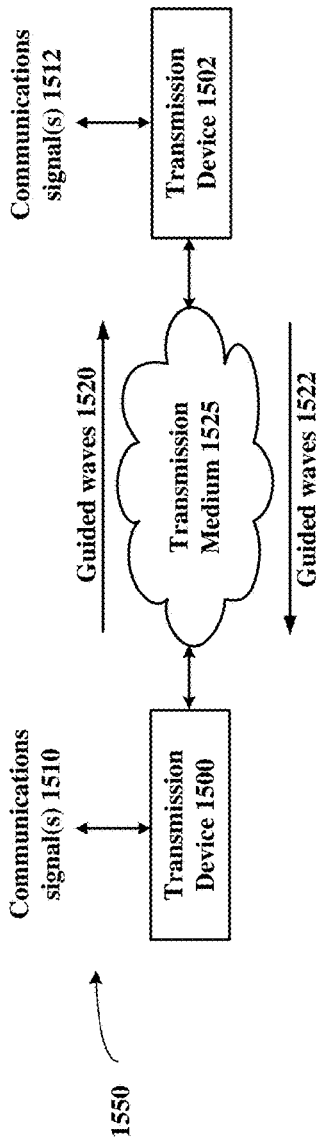 Communications
signal(s) 1510
Transmission
Device 1500
1550
Guided waves 1520
Transmission
Medium 1525
Guided waves 1522
Communications
signal(s) 1512
Transmission
Device 1502